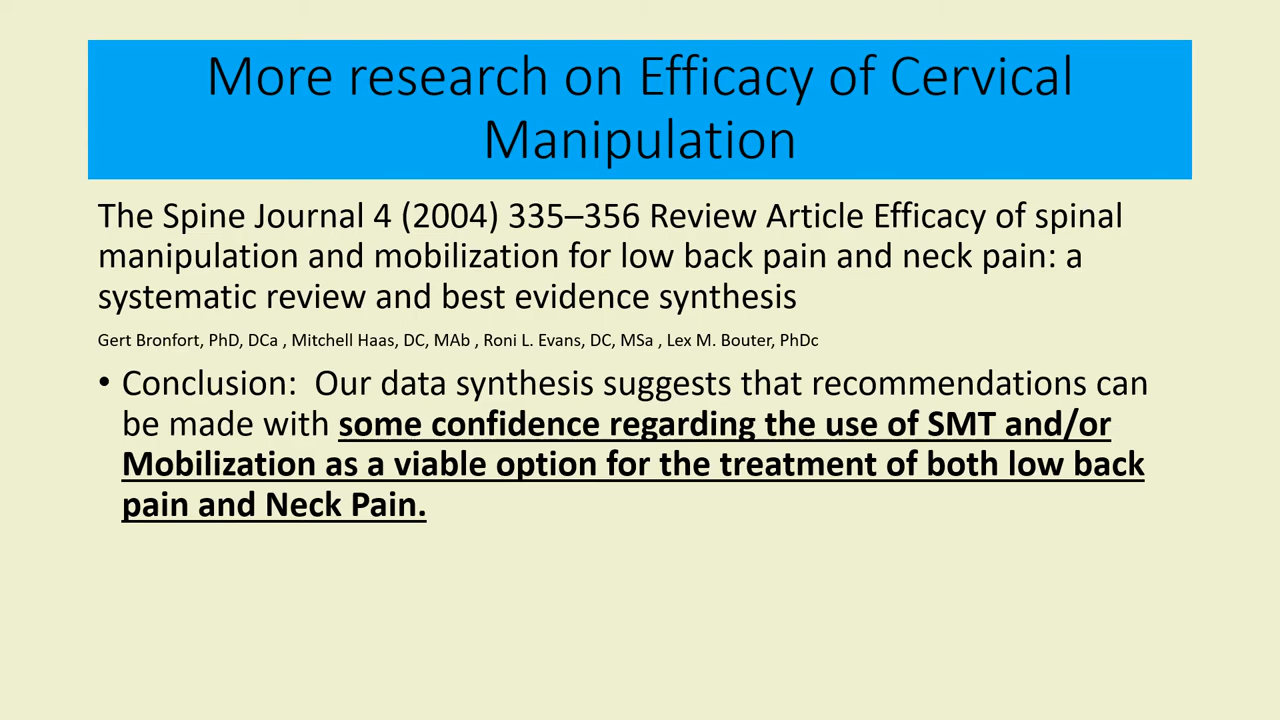 More research on Efficacy of Cervical
Manipulation
The Spine Journal 4 (2004) 335–356 Review Article Efficacy of spinal
manipulation and mobilization for low back pain and neck pain: a
systematic review and best evidence synthesis
Gert Bronfort, PhD, DCa , Mitchell Haas, DC, MAb , Roni L. Evans, DC, MSa , Lex M. Bouter, PhDc
• Conclusion:  Our data synthesis suggests that recommendations can
be made with some confidence regarding the use of SMT and/or
Mobilization as a viable option for the treatment of both low back
pain and Neck Pain.